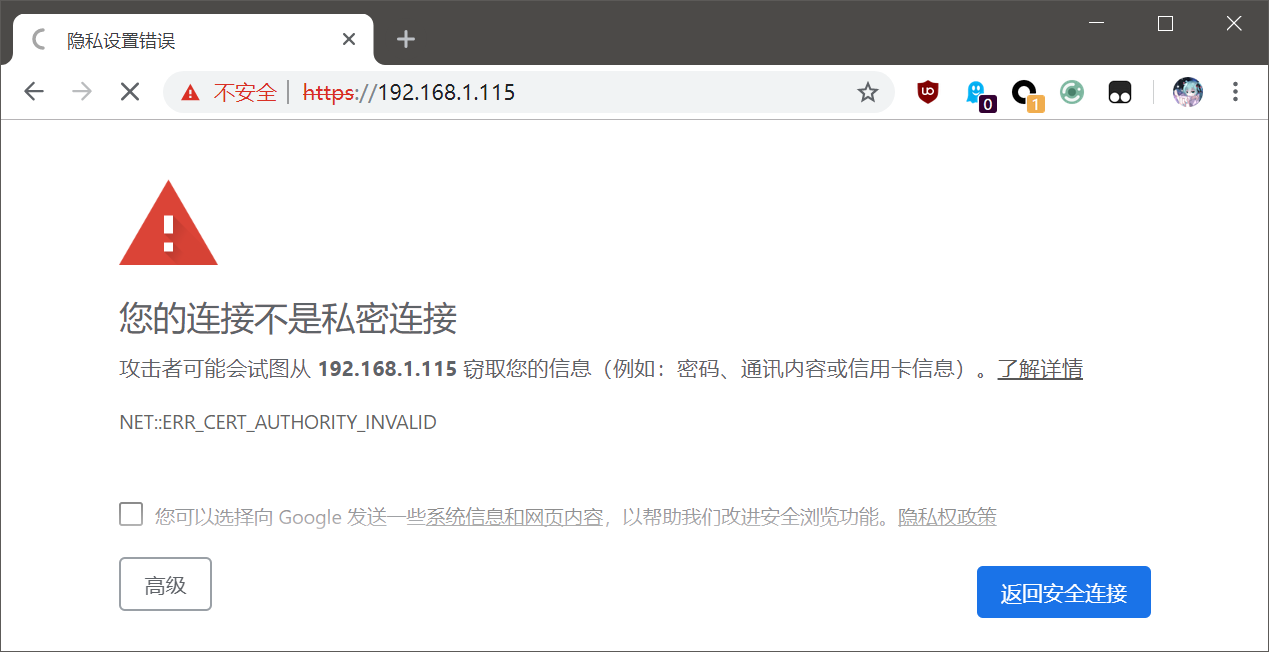 隐私设置错误
不安全 | https://192.168.1.115
0
1
您的连接不是私密连接
攻击者可能会试图从 192.168.1.115 窃取您的信息（例如：密码、通讯内容或信用卡信息）。了解详情
NET::ERR_CERT_AUTHORITY_INVALID
您可以选择向 Google 发送一些系统信息和网页内容，以帮助我们改进安全浏览功能。隐私权政策
高级
返回安全连接